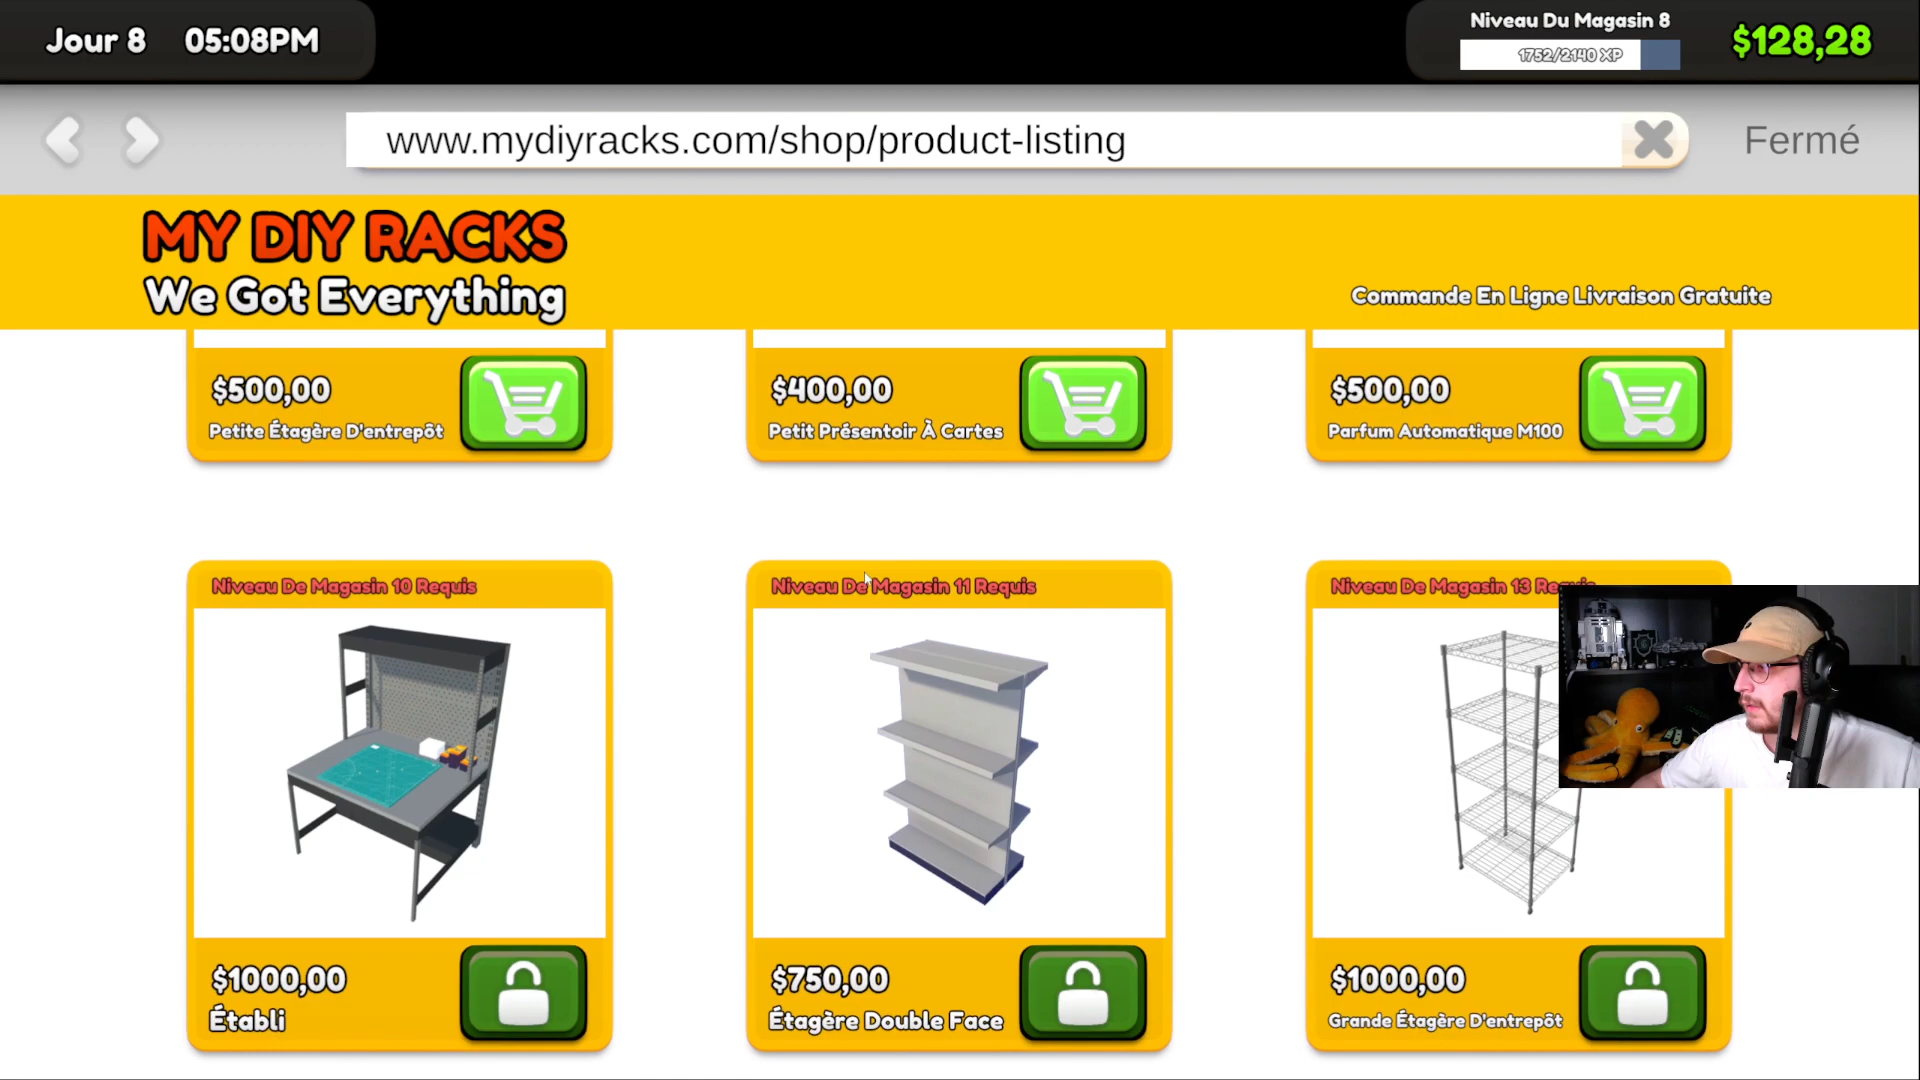 Jour 8 05:08PM
Niveau Du Magasin 8
1752/2140 XP
$128,28
www.mydiyracks.com/shop/product-listing
Fermé
MY DIY RACKS
We Got Everything
Commande En Ligne Livraison Gratuite
$500,00
Petite Étagère D'entrepôt
$400,00
Petit Présentoir À Cartes
$500,00
Parfum Automatique M100
Niveau De Magasin 10 Requis
Niveau De Magasin 11 Requis
Niveau De Magasin 13 Requis
$1000,00
Établi
$750,00
Étagère Double Face
$1000,00
Grande Étagère D'entrepôt